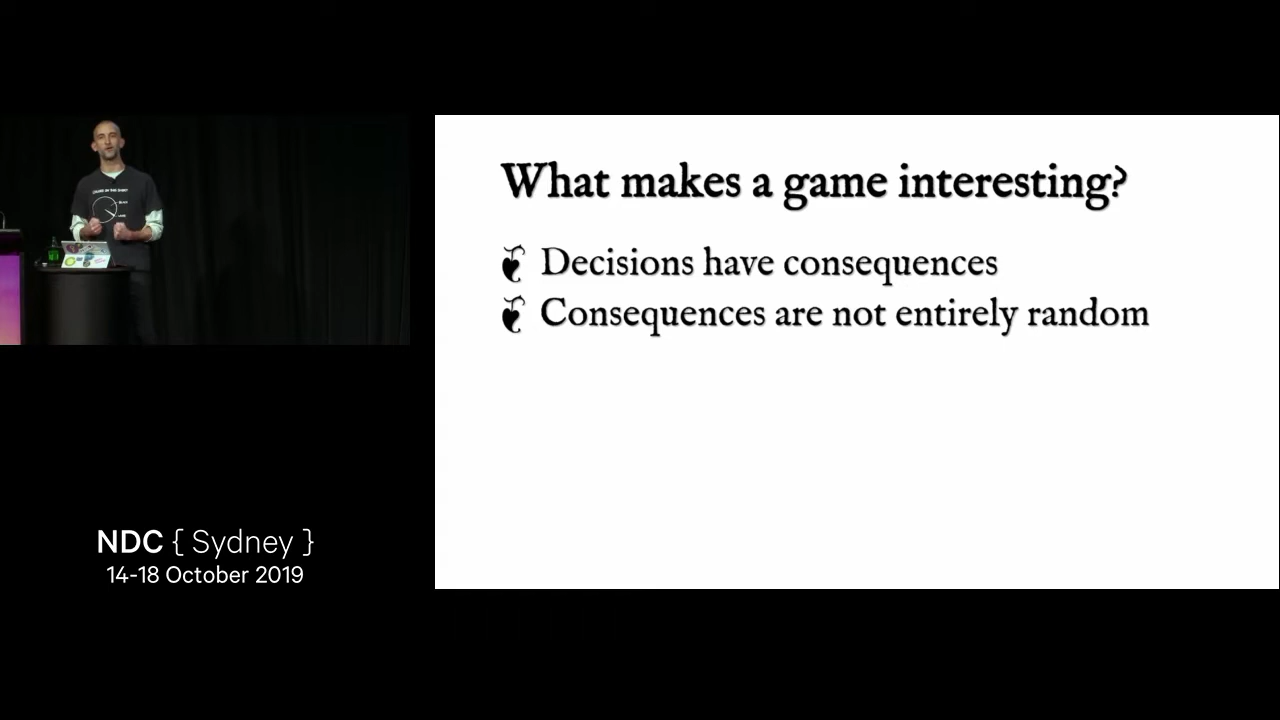 What makes a game interesting?
Decisions have consequences
Consequences are not entirely random
NDC { Sydney }
14-18 October 2019